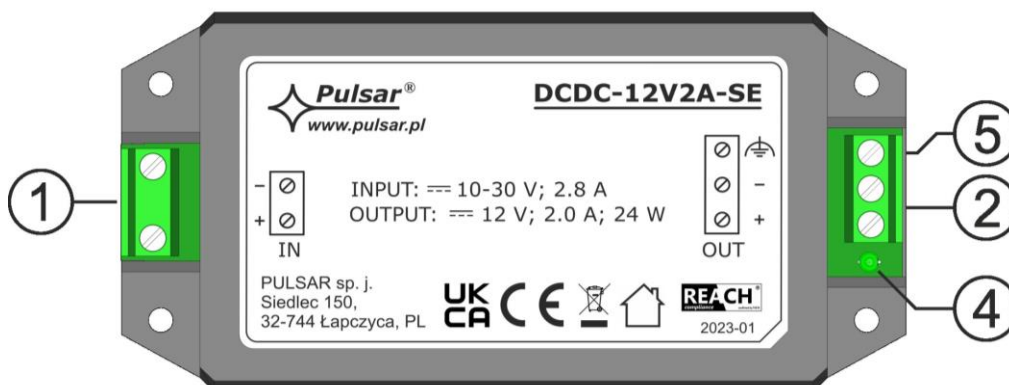 Pulsar®
www.pulsar.pl
DCDC-12V2A-SE
INPUT: ⎓ 10-30 V; 2.8 A
OUTPUT: ⎓ 12 V; 2.0 A; 24 W
-
+
IN
-
+
OUT
PULSAR sp. j.
Siedlec 150,
32-744 Łapczyca, PL
UK
CA
CE
REACH
compliance
2023-01
1
5
2
4